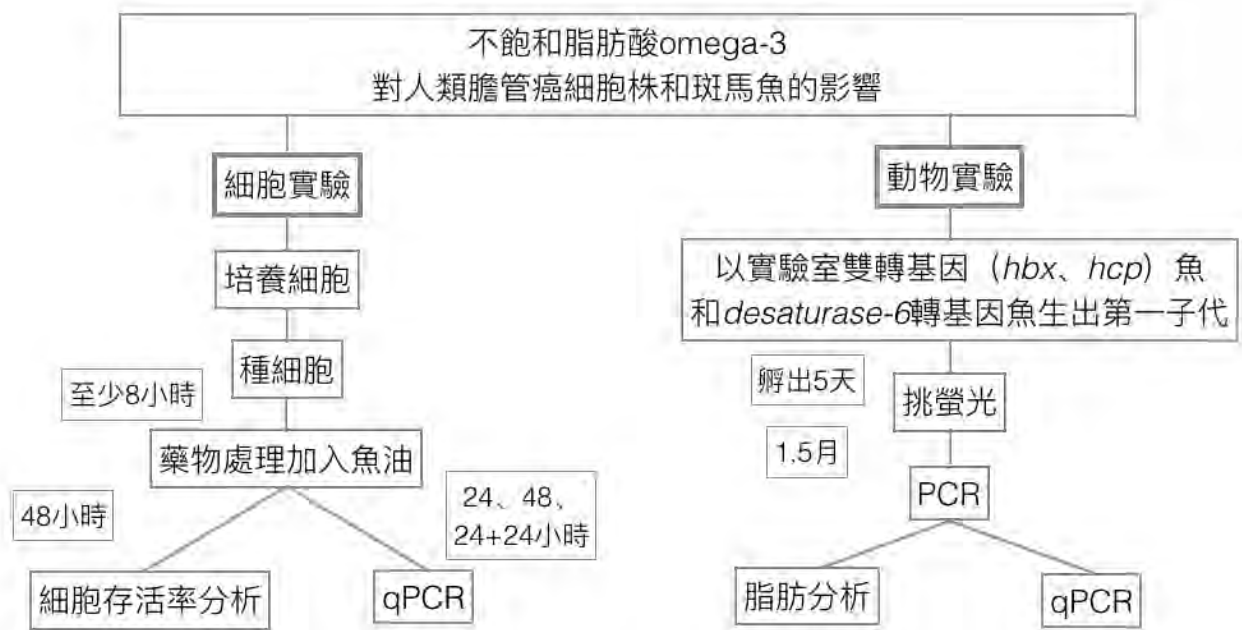 不飽和脂肪酸omega-3
對人類膽管癌細胞株和斑馬魚的影響
細胞實驗
培養細胞
種細胞
至少8小時
藥物處理加入魚油
48小時
24、48、
24+24小時
細胞存活率分析
qPCR
動物實驗
以實驗室雙轉基因（hbx、hcp）魚
和desaturase-6轉基因魚生出第一子代
孵出5天
挑螢光
1.5月
PCR
脂肪分析
qPCR